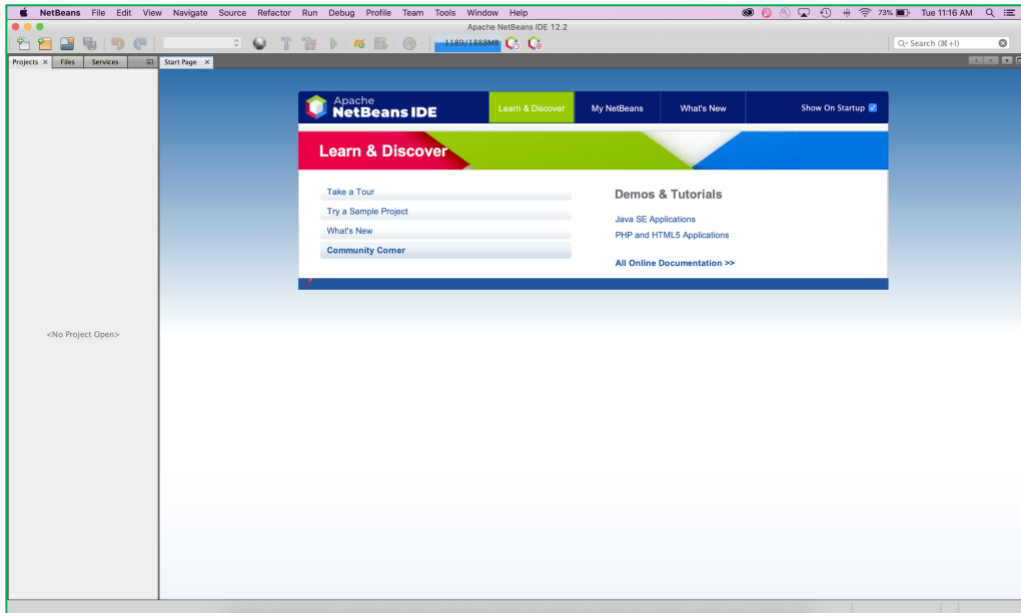 NetBeans File Edit View Navigate Source Refactor Run Debug Profile Team Tools Window Help 73% Tue 11:16 AM
Apache NetBeans IDE 12.2
1189/1888MB Search (⌘+I)
Projects Files Services Start Page
Apache
NetBeans IDE Learn & Discover My NetBeans What's New Show On Startup
Learn & Discover
Take a Tour
Try a Sample Project
What's New
Community Corner
Demos & Tutorials
Java SE Applications
PHP and HTML5 Applications
All Online Documentation >>
<No Project Open>